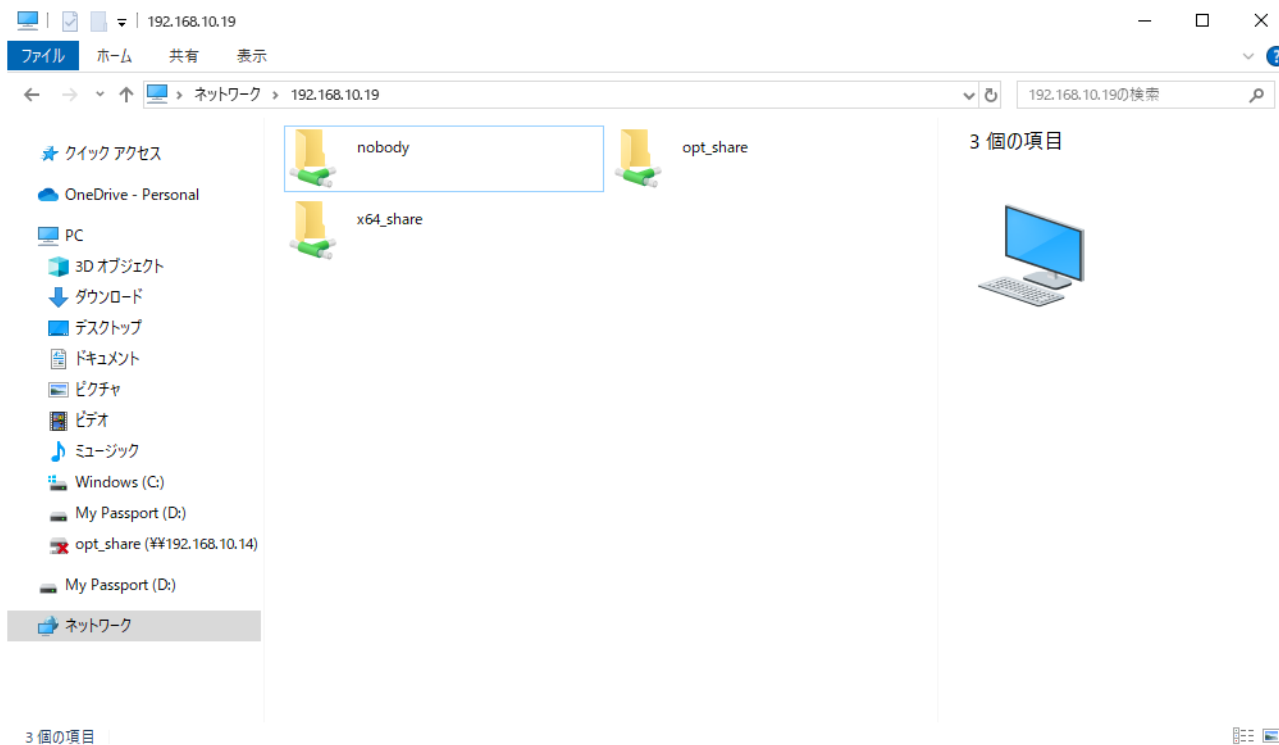 192.168.10.19
ファイル ホーム 共有 表示
ネットワーク 192.168.10.19
192.168.10.19の検索
クイック アクセス
OneDrive - Personal
PC
3D オブジェクト
ダウンロード
デスクトップ
ドキュメント
ピクチャ
ビデオ
ミュージック
Windows (C:)
My Passport (D:)
opt_share (¥¥192.168.10.14)
My Passport (D:)
ネットワーク
nobody
opt_share
x64_share
3 個の項目
3 個の項目